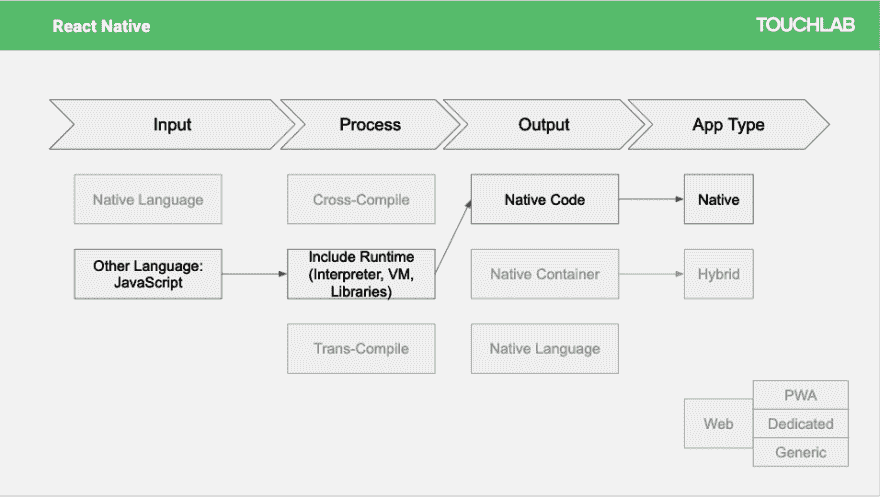 React Native
TOUCHLAB
Input
Process
Output
App Type
Native Language
Cross-Compile
Native Code
Native
Other Language:
JavaScript
Include Runtime
(Interpreter, VM,
Libraries)
Native Container
Hybrid
Trans-Compile
Native Language
Web
PWA
Dedicated
Generic